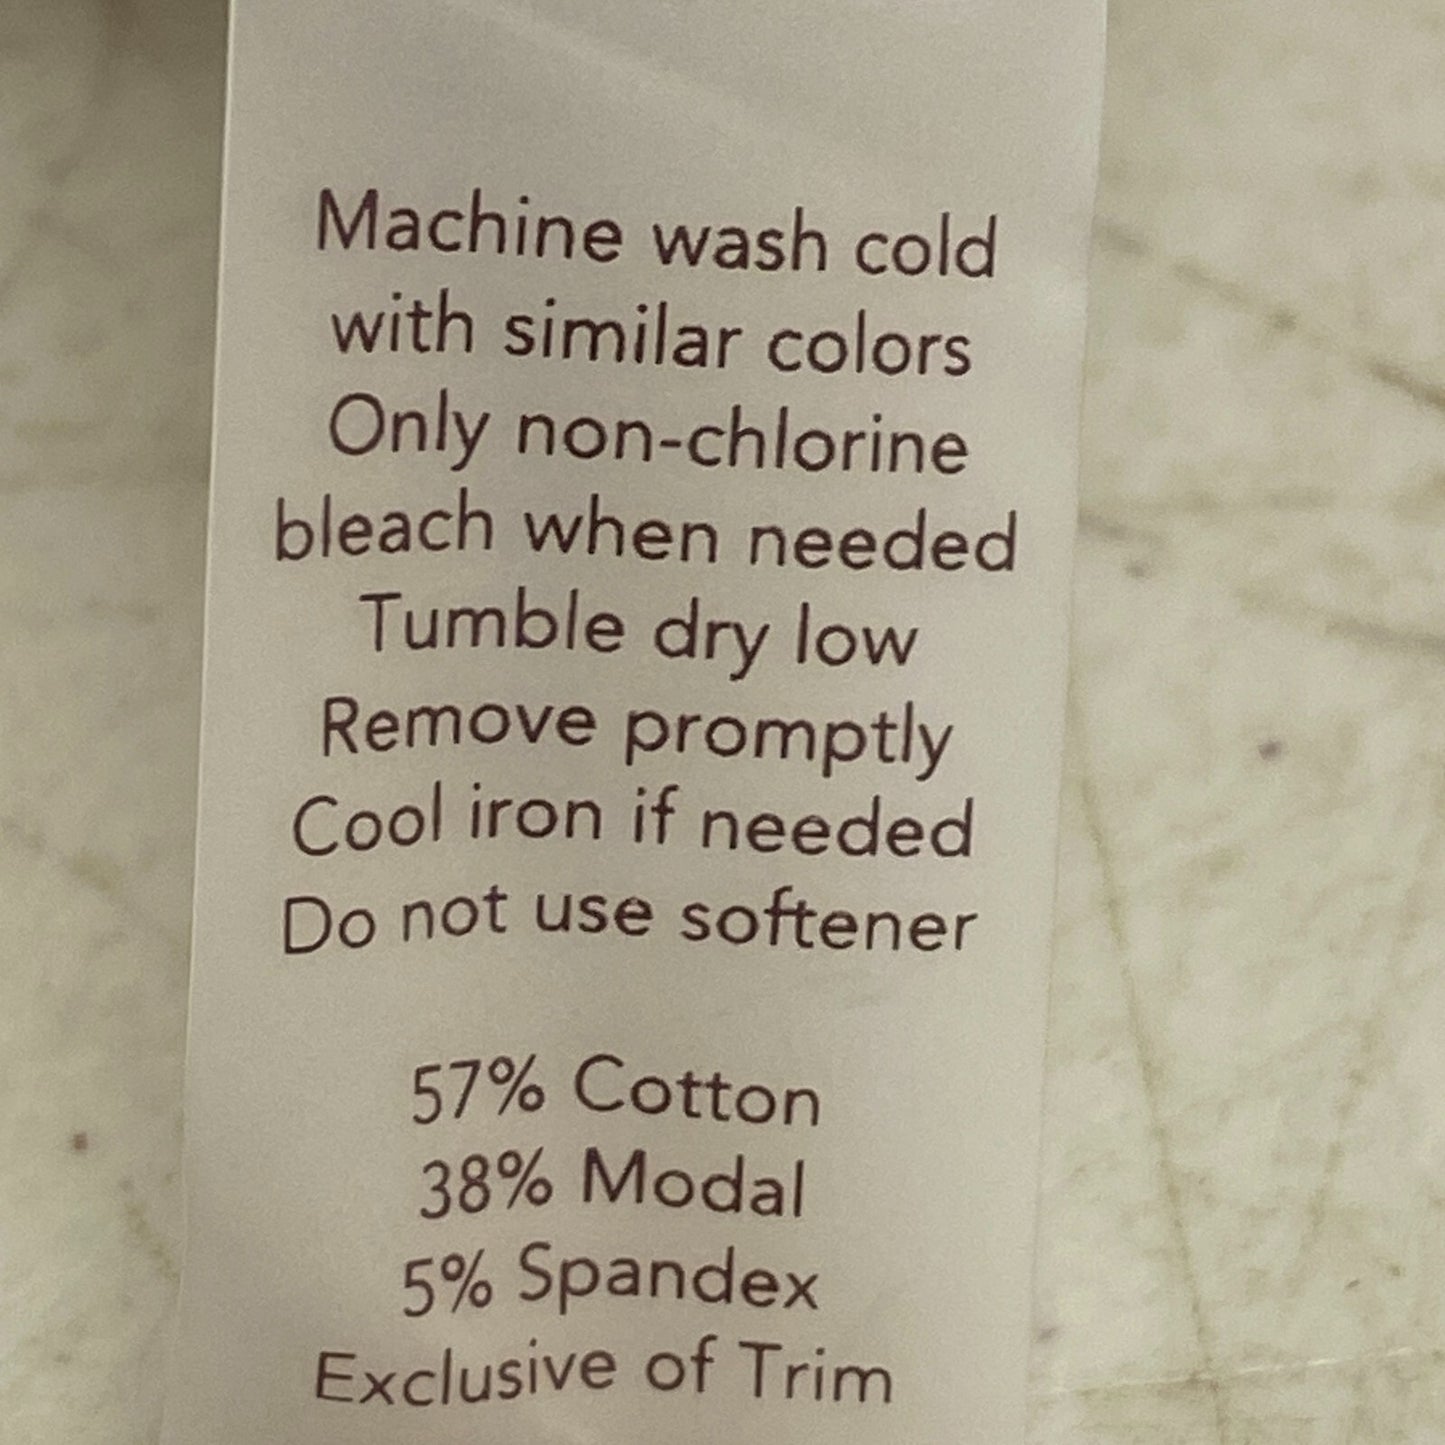 Machine wash cold
with similar colors
Only non-chlorine
bleach when needed
Tumble dry low
Remove promptly
Cool iron if needed
Do not use softener
57% Cotton
38% Modal
5% Spandex
Exclusive of Trim